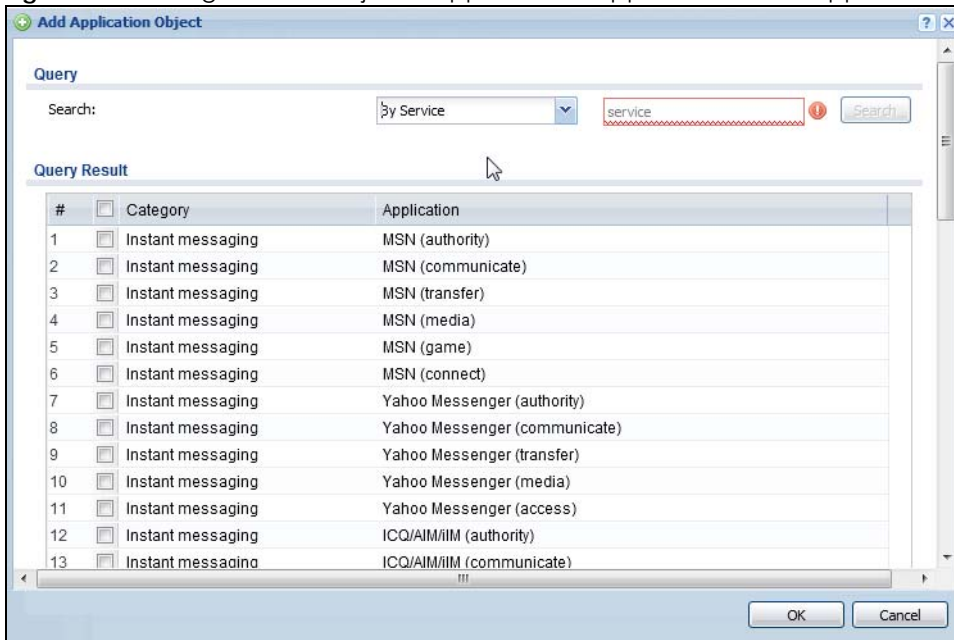 Add Application Object
Query
Search: By Service service Search
Query Result
# Category Application
1 Instant messaging MSN (authority)
2 Instant messaging MSN (communicate)
3 Instant messaging MSN (transfer)
4 Instant messaging MSN (media)
5 Instant messaging MSN (game)
6 Instant messaging MSN (connect)
7 Instant messaging Yahoo Messenger (authority)
8 Instant messaging Yahoo Messenger (communicate)
9 Instant messaging Yahoo Messenger (transfer)
10 Instant messaging Yahoo Messenger (media)
11 Instant messaging Yahoo Messenger (access)
12 Instant messaging ICQ/AIM/iIM (authority)
13 Instant messaging ICQ/AIM/iIM (communicate)
OK Cancel